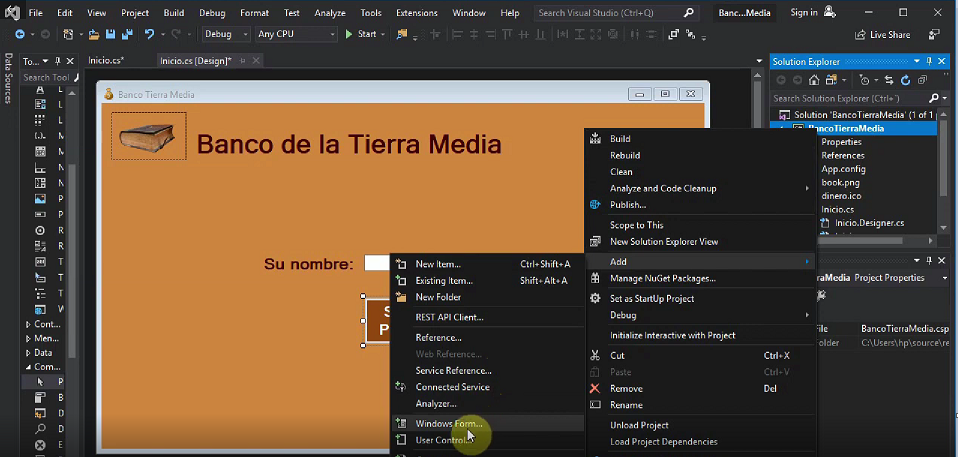 File Edit View Project Build Debug Format Test Analyze Tools Extensions Window Help Search Visual Studio (Ctrl+Q) Banc...Media Sign in
Debug Any CPU Start Live Share
Data Sources
To...
Inicio.cs*
Inicio.cs [Design]*
Solution Explorer
Search Tool
Search Solution Explorer (Ctrl+´)
Banco Tierra Media
Banco de la Tierra Media
Su nombre:
S
P
Cont...
Menu
Data
Com...
P
B
D
E
Solution 'BancoTierraMedia' (1 of 1
BancoTierraMedia
Properties
References
App.config
book.png
dinero.ico
Inicio.cs
Inicio.Designer.cs
Build
Rebuild
Clean
Analyze and Code Cleanup
Publish...
Scope to This
New Solution Explorer View
Add
Manage NuGet Packages...
Set as StartUp Project
Debug
Initialize Interactive with Project
Cut Ctrl+X
Paste Ctrl+V
Remove Del
Rename
Unload Project
Load Project Dependencies
New Item... Ctrl+Shift+A
Existing Item... Shift+Alt+A
New Folder
REST API Client...
Reference...
Web Reference...
Service Reference...
Connected Service
Analyzer...
Windows Form...
User Control...
Media Project Properties
File BancoTierraMedia.csp
C:\Users\hp\source\re